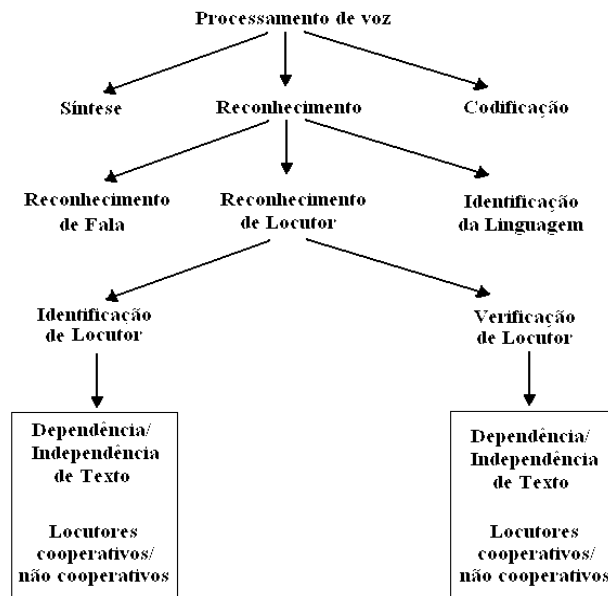 Processamento de voz
Síntese
Reconhecimento
Codificação
Reconhecimento
de Fala
Reconhecimento
de Locutor
Identificação
da Linguagem
Identificação
de Locutor
Verificação
de Locutor
Dependência/
Independência
de Texto
Locutores
cooperativos/
não cooperativos
Dependência/
Independência
de Texto
Locutores
cooperativos/
não cooperativos